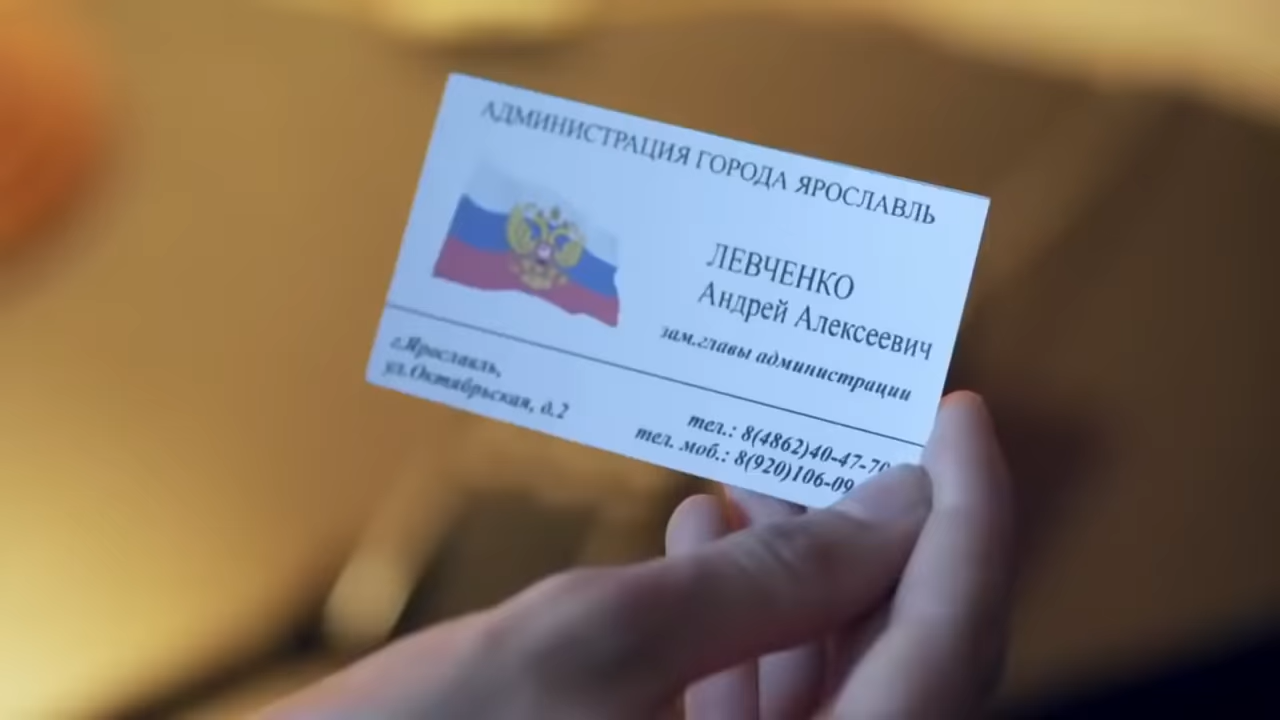 АДМИНИСТРАЦИЯ ГОРОДА ЯРОСЛАВЛЬ
ЛЕВЧЕНКО
Андрей Алексеевич
зам.главы администрации
г.Ярославль,
ул.Октябрьская, д.2
тел.: 8(4862)40-47-70
тел. моб.: 8(920)106-09